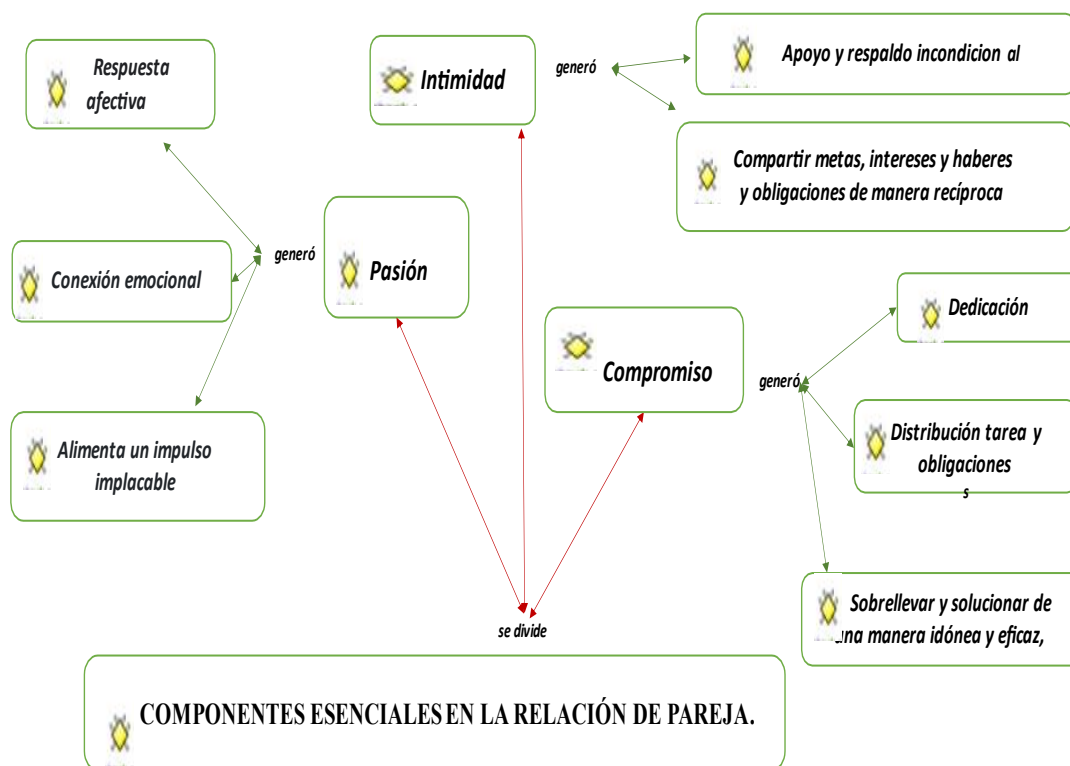 Respuesta
afectiva
Intimidad
generó
Apoyo y respaldo incondicion al
Compartir metas, intereses y haberes
y obligaciones de manera recíproca
Conexión emocional
generó
Pasión
Alimenta un impulso
implacable
Compromiso
generó
Dedicación
Distribución tarea y
obligaciones
s
Sobrellevar y solucionar de
una manera idónea y eficaz,
se divide
COMPONENTES ESENCIALES EN LA RELACIÓN DE PAREJA.